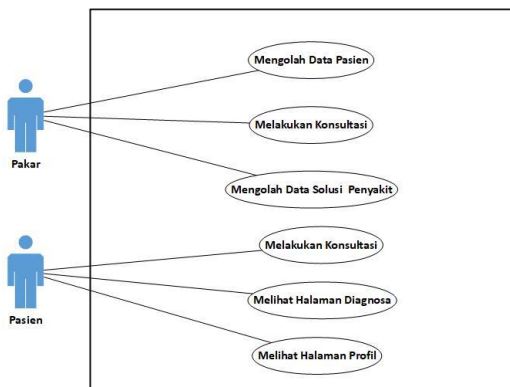 Mengolah Data Pasien
Melakukan Konsultasi
Pakar
Mengolah Data Solusi Penyakit
Melakukan Konsultasi
Melihat Halaman Diagnosa
Pasien
Melihat Halaman Profil